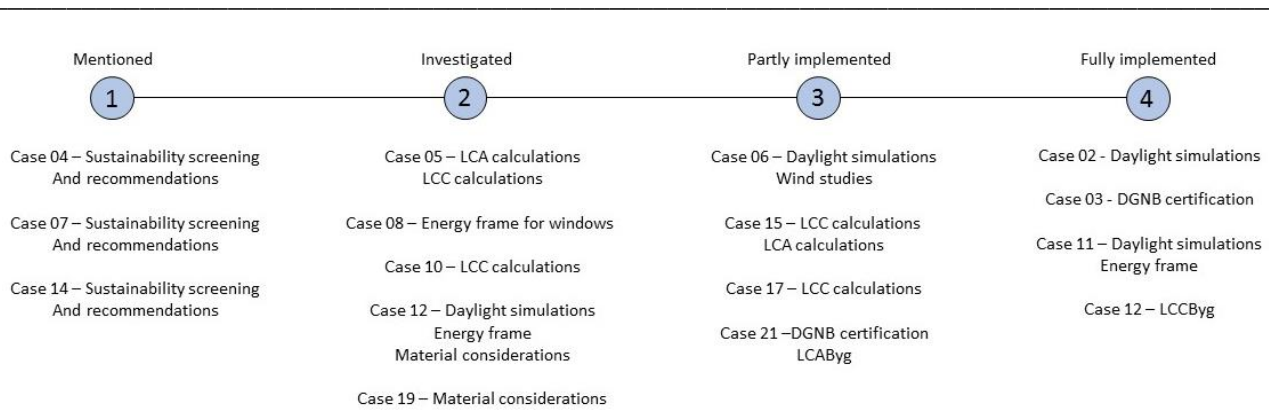 Mentioned
1
Case 04 – Sustainability screening
And recommendations
Case 07 – Sustainability screening
And recommendations
Case 14 – Sustainability screening
And recommendations
Investigated
2
Case 05 – LCA calculations
LCC calculations
Case 08 – Energy frame for windows
Case 10 – LCC calculations
Case 12 – Daylight simulations
Energy frame
Material considerations
Case 19 – Material considerations
Partly implemented
3
Case 06 – Daylight simulations
Wind studies
Case 15 – LCC calculations
LCA calculations
Case 17 – LCC calculations
Case 21 –DGNB certification
LCAByg
Fully implemented
4
Case 02 - Daylight simulations
Case 03 - DGNB certification
Case 11 – Daylight simulations
Energy frame
Case 12 – LCCByg